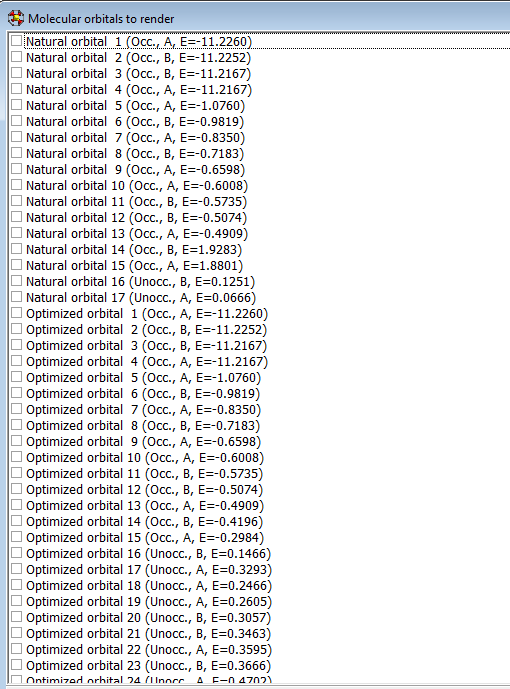 Molecular orbitals to render
Natural orbital 1 (Occ., A, E=-11.2260)
Natural orbital 2 (Occ., B, E=-11.2252)
Natural orbital 3 (Occ., B, E=-11.2167)
Natural orbital 4 (Occ., A, E=-11.2167)
Natural orbital 5 (Occ., A, E=-1.0760)
Natural orbital 6 (Occ., B, E=-0.9819)
Natural orbital 7 (Occ., A, E=-0.8350)
Natural orbital 8 (Occ., B, E=-0.7183)
Natural orbital 9 (Occ., A, E=-0.6598)
Natural orbital 10 (Occ., A, E=-0.6008)
Natural orbital 11 (Occ., B, E=-0.5735)
Natural orbital 12 (Occ., B, E=-0.5074)
Natural orbital 13 (Occ., A, E=-0.4909)
Natural orbital 14 (Occ., B, E=1.9283)
Natural orbital 15 (Occ., A, E=1.8801)
Natural orbital 16 (Unocc., B, E=0.1251)
Natural orbital 17 (Unocc., A, E=0.0666)
Optimized orbital 1 (Occ., A, E=-11.2260)
Optimized orbital 2 (Occ., B, E=-11.2252)
Optimized orbital 3 (Occ., B, E=-11.2167)
Optimized orbital 4 (Occ., A, E=-11.2167)
Optimized orbital 5 (Occ., A, E=-1.0760)
Optimized orbital 6 (Occ., B, E=-0.9819)
Optimized orbital 7 (Occ., A, E=-0.8350)
Optimized orbital 8 (Occ., B, E=-0.7183)
Optimized orbital 9 (Occ., A, E=-0.6598)
Optimized orbital 10 (Occ., A, E=-0.6008)
Optimized orbital 11 (Occ., B, E=-0.5735)
Optimized orbital 12 (Occ., B, E=-0.5074)
Optimized orbital 13 (Occ., A, E=-0.4909)
Optimized orbital 14 (Occ., B, E=-0.4196)
Optimized orbital 15 (Occ., A, E=-0.2984)
Optimized orbital 16 (Unocc., B, E=0.1466)
Optimized orbital 17 (Unocc., A, E=0.3293)
Optimized orbital 18 (Unocc., A, E=0.2466)
Optimized orbital 19 (Unocc., A, E=0.2605)
Optimized orbital 20 (Unocc., B, E=0.3057)
Optimized orbital 21 (Unocc., B, E=0.3463)
Optimized orbital 22 (Unocc., A, E=0.3595)
Optimized orbital 23 (Unocc., B, E=0.3666)
Optimized orbital 24 (Unocc., A, E=0.4702)